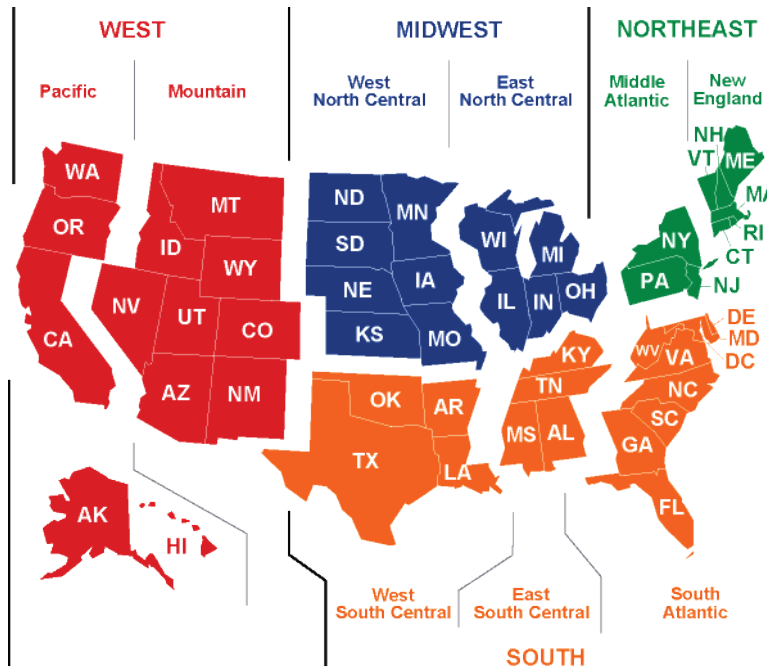 WEST
MIDWEST
NORTHEAST
Pacific
Mountain
West
North Central
East
North Central
Middle
Atlantic
New
England
WA
OR
CA
MT
ID
WY
NV
UT
CO
AZ
NM
AK
HI
ND
SD
NE
KS
MN
IA
MO
WI
MI
IL
IN
OH
NH
VT
ME
MA
RI
CT
NY
PA
NJ
OK
AR
TX
LA
KY
TN
MS
AL
DE
MD
DC
WV
VA
NC
SC
GA
FL
West
South Central
East
South Central
South
Atlantic
SOUTH